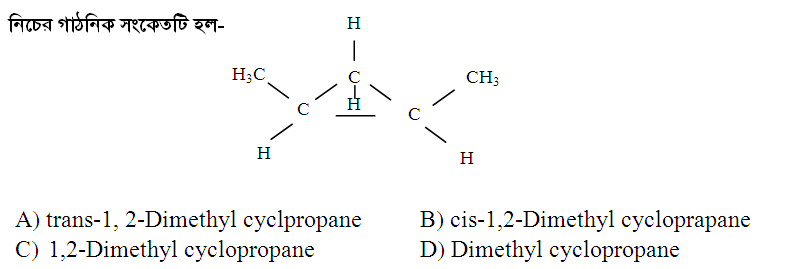 নিচের গাঠনিক সংকেতটি হল-
H
H₃C C CH₃
C H C
H H
A) trans-1, 2-Dimethyl cyclpropane B) cis-1,2-Dimethyl cycloprapane
C) 1,2-Dimethyl cyclopropane D) Dimethyl cyclopropane